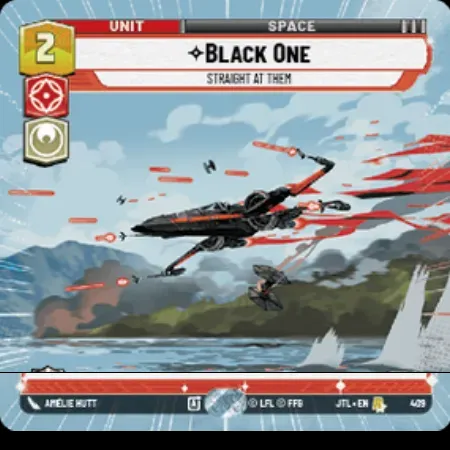 UNIT SPACE
2
BLACK ONE
STRAIGHT AT THEM
AMÉLIE HUTT © LFL © FFG JTL • EN 409